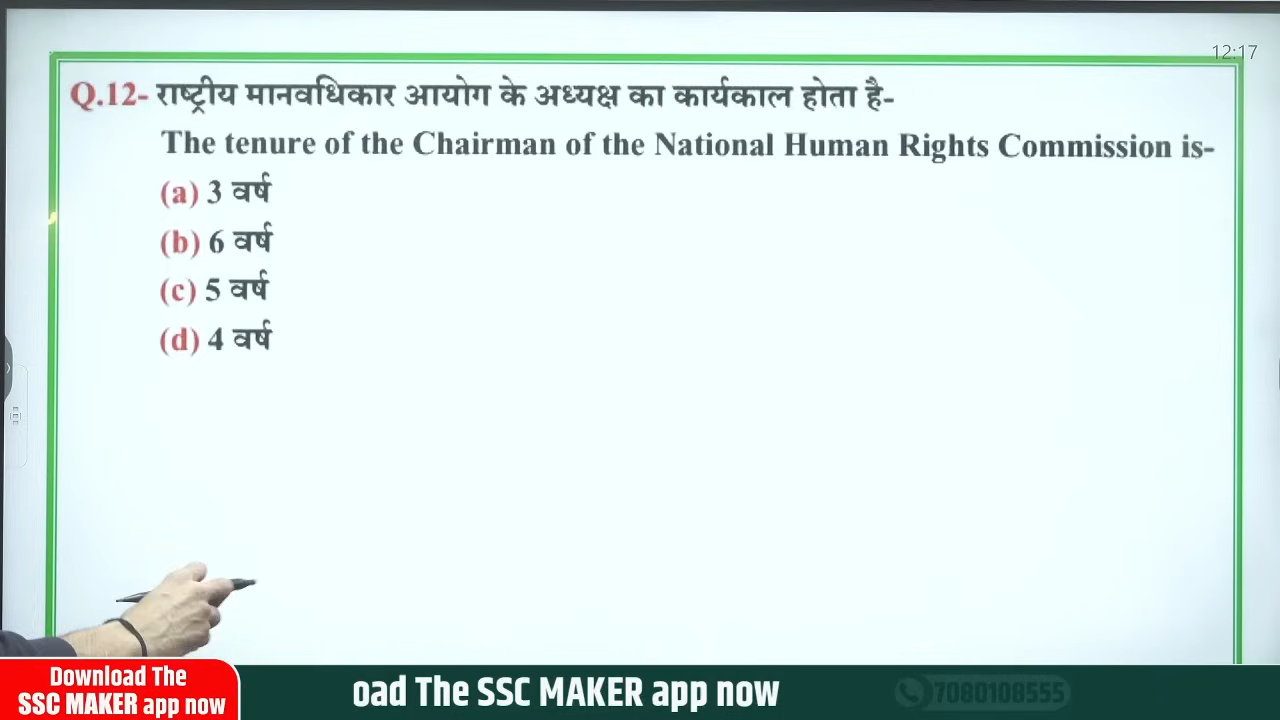 12:17
Q.12- राष्ट्रीय मानवधिकार आयोग के अध्यक्ष का कार्यकाल होता है-
The tenure of the Chairman of the National Human Rights Commission is-
(a) 3 वर्ष
(b) 6 वर्ष
(c) 5 वर्ष
(d) 4 वर्ष
Download The
SSC MAKER app now
oad The SSC MAKER app now
7080108555